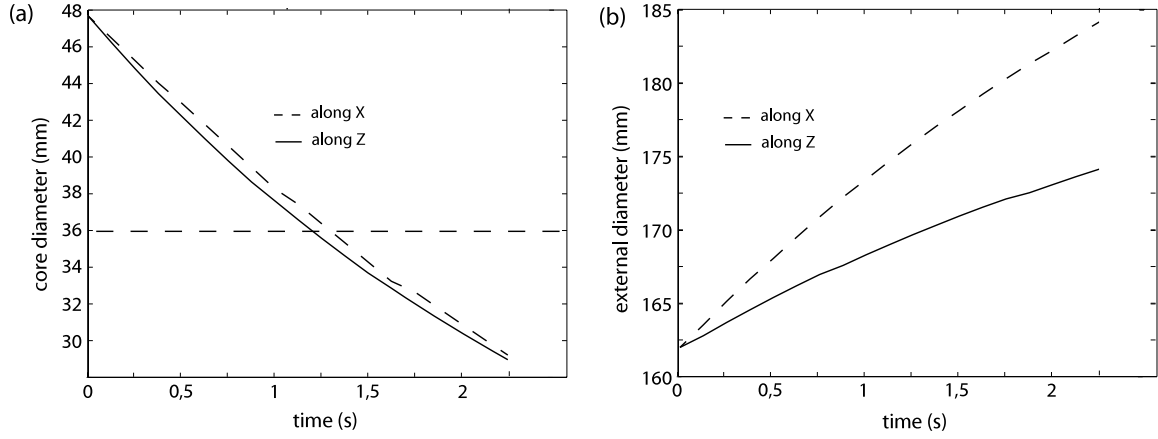 (a)
48
46
44
42
40
38
36
34
32
30
core diameter (mm)
along X
along Z
0
0,5
1
1,5
2
time (s)
(b)
185
180
175
170
165
160
external diameter (mm)
along X
along Z
0
0,5
1
1,5
2
time (s)